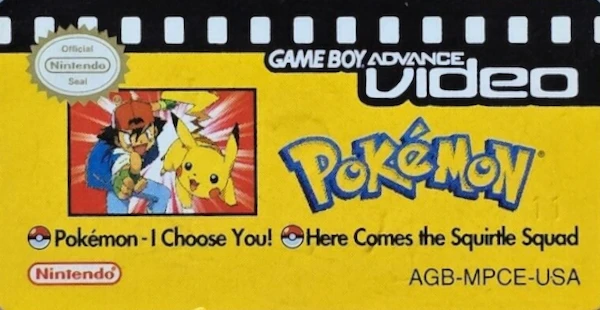 Official
Nintendo
Seal
GAME BOY ADVANCE
Video
POKéMON
Pokémon - I Choose You! Here Comes the Squirtle Squad
Nintendo
AGB-MPCE-USA
11